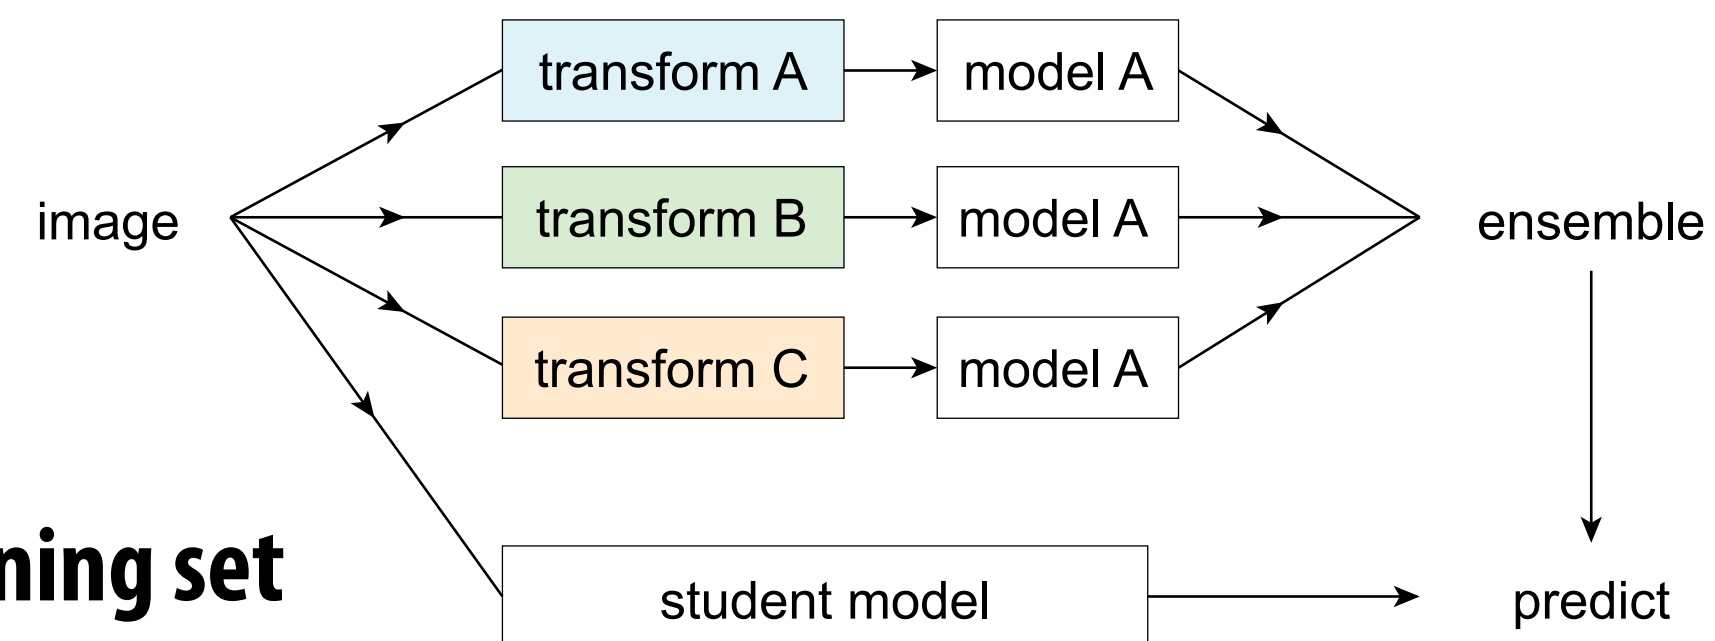 transform A
model A
image
transform B
model A
ensemble
transform C
model A
ning set
student model
predict